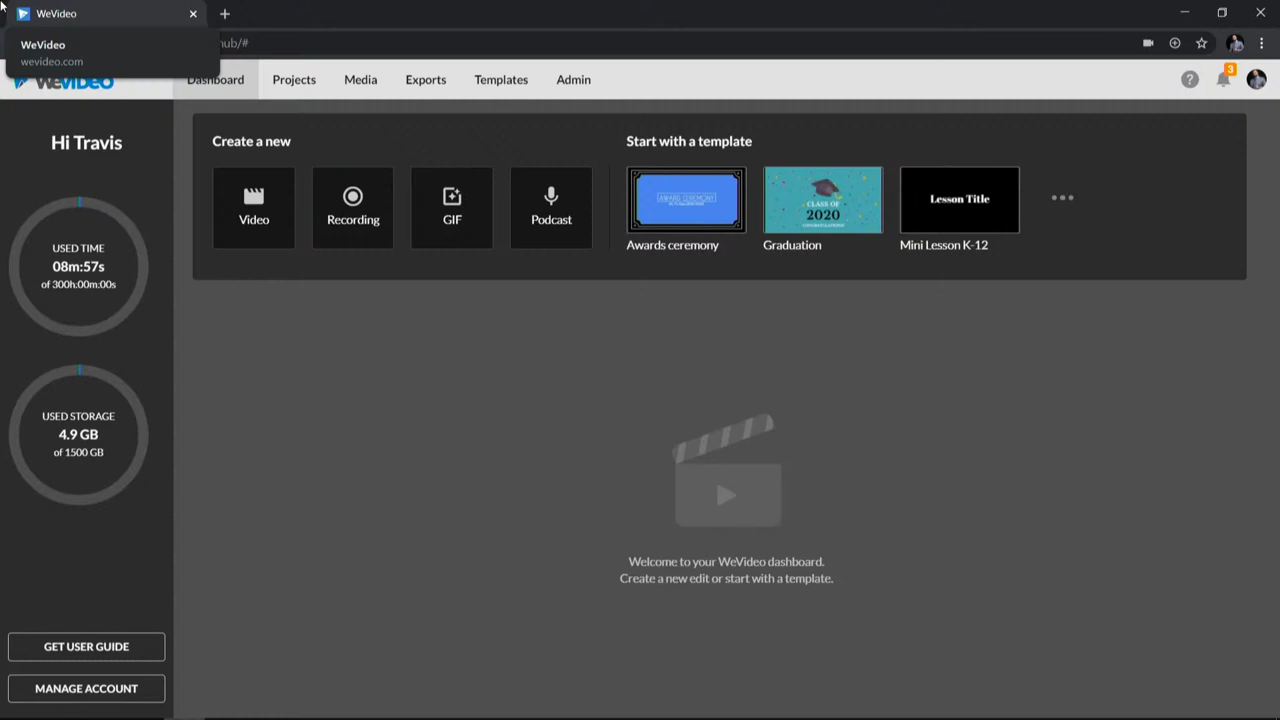 WeVideo
WeVideo
wevideo.com
hub/#
WEVIDEO
Dashboard
Projects
Media
Exports
Templates
Admin
3
Hi Travis
USED TIME
08m:57s
of 300h:00m:00s
USED STORAGE
4.9 GB
of 1500 GB
GET USER GUIDE
MANAGE ACCOUNT
Create a new
Video
Recording
GIF
Podcast
Start with a template
AWARD CEREMONY
Awards ceremony
CLASS OF
2020
CONGRATULATIONS!
Graduation
Lesson Title
Mini Lesson K-12
Welcome to your WeVideo dashboard.
Create a new edit or start with a template.